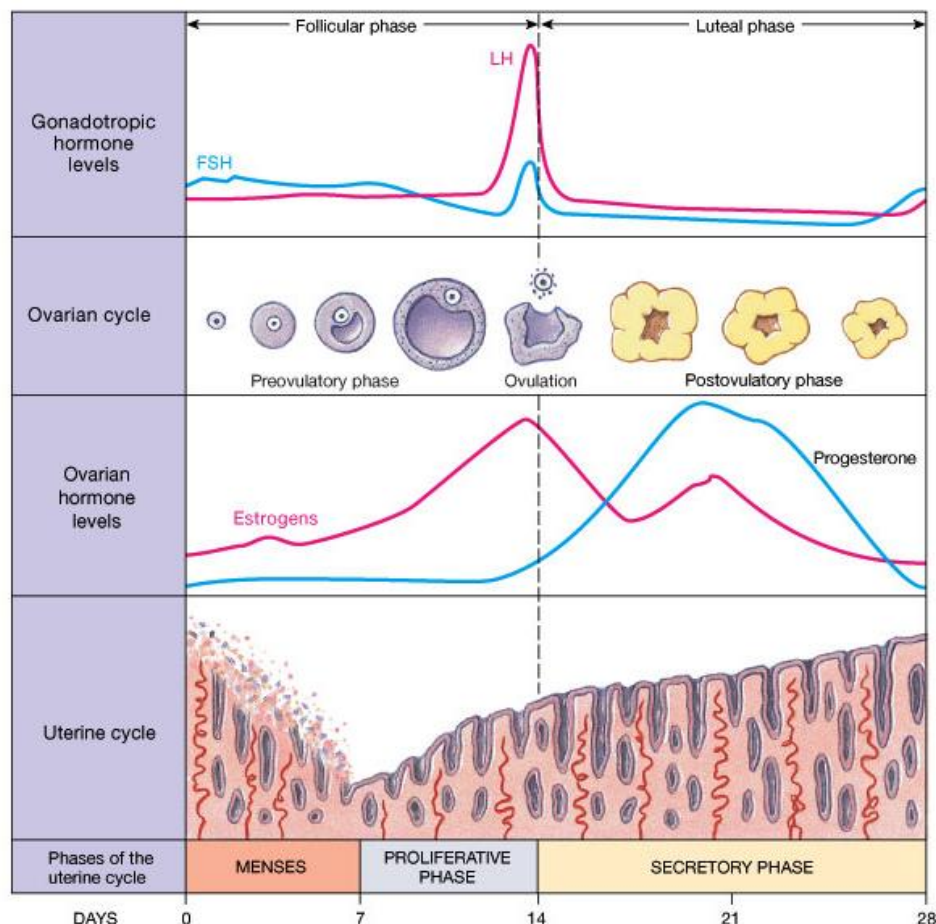 Follicular phase
Luteal phase
Gonadotropic
hormone
levels
LH
FSH
Ovarian cycle
Preovulatory phase
Ovulation
Postovulatory phase
Ovarian
hormone
levels
Estrogens
Progesterone
Uterine cycle
Phases of the
uterine cycle
MENSES
PROLIFERATIVE
PHASE
SECRETORY PHASE
DAYS 0 7 14 21 28